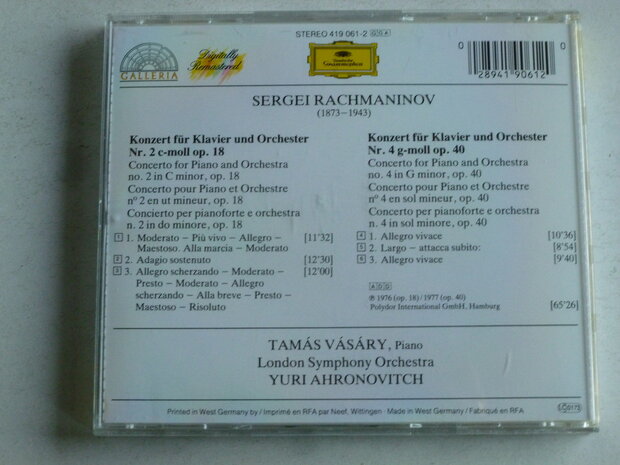 STEREO 419 061-2 GDA
GALLERIA
Digitally Remastered
Deutsche Grammophon
0 28941 90612 0
SERGEI RACHMANINOV
(1873–1943)
Konzert für Klavier und Orchester
Nr. 2 c-moll op. 18
Concerto for Piano and Orchestra
no. 2 in C minor, op. 18
Concerto pour Piano et Orchestre
nº 2 en ut mineur, op. 18
Concierto per pianoforte e orchestra
n. 2 in do minore, op. 18
1 1. Moderato – Più vivo – Allegro – [11'32]
Maestoso. Alla marcia – Moderato
2 2. Adagio sostenuto [12'30]
3 3. Allegro scherzando – Moderato – [12'00]
Presto – Moderato – Allegro
scherzando – Alla breve – Presto –
Maestoso – Risoluto
Konzert für Klavier und Orchester
Nr. 4 g-moll op. 40
Concerto for Piano and Orchestra
no. 4 in G minor, op. 40
Concerto pour Piano et Orchestre
nº 4 en sol mineur, op. 40
Concierto per pianoforte e orchestra
n. 4 in sol minore, op. 40
4 1. Allegro vivace [10'36]
5 2. Largo – attacca subito: [8'54]
6 3. Allegro vivace [9'40]
ADD
℗ 1976 (op. 18) / 1977 (op. 40)
Polydor International GmbH, Hamburg [65'26]
TAMÁS VÁSÁRY, Piano
London Symphony Orchestra
YURI AHRONOVITCH
Printed in West Germany by / Imprimé en RFA par Neef, Wittingen · Made in West Germany / Fabriqué en RFA
LC 0173